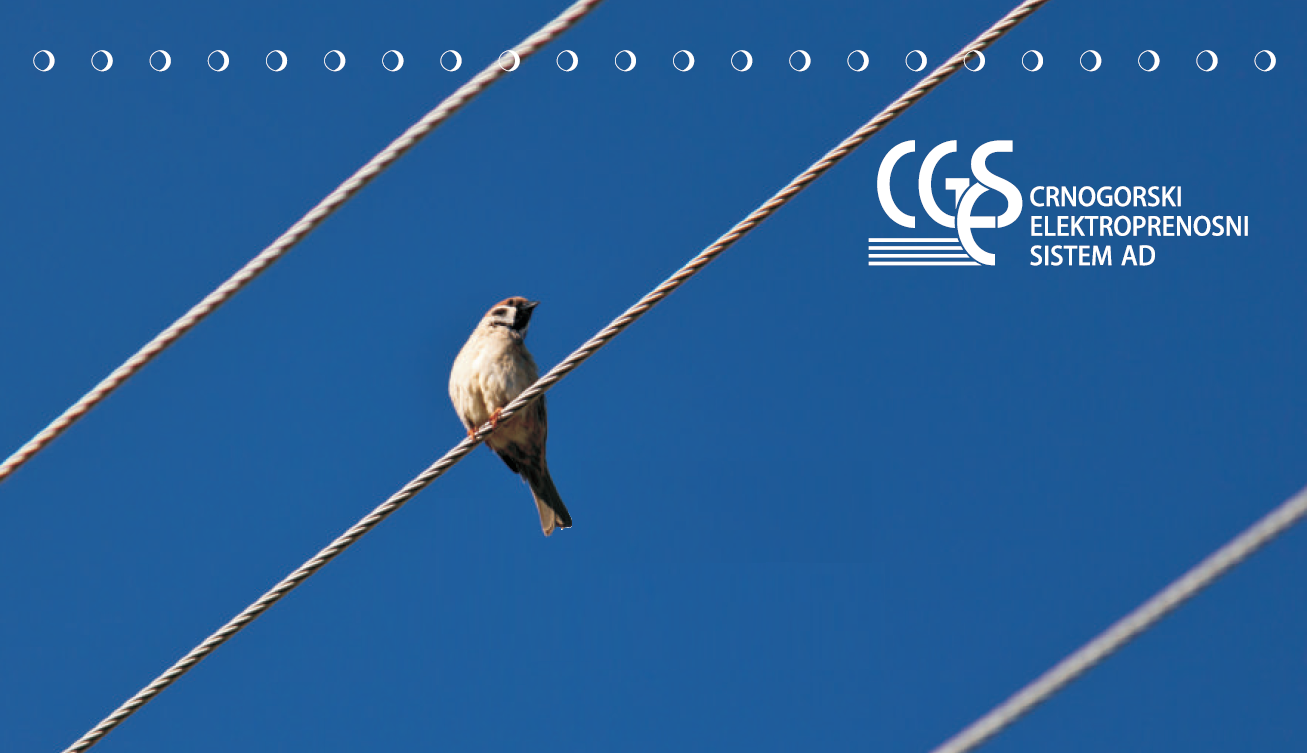 CGES
CRNOGORSKI
ELEKTROPRENOSNI
SISTEM AD